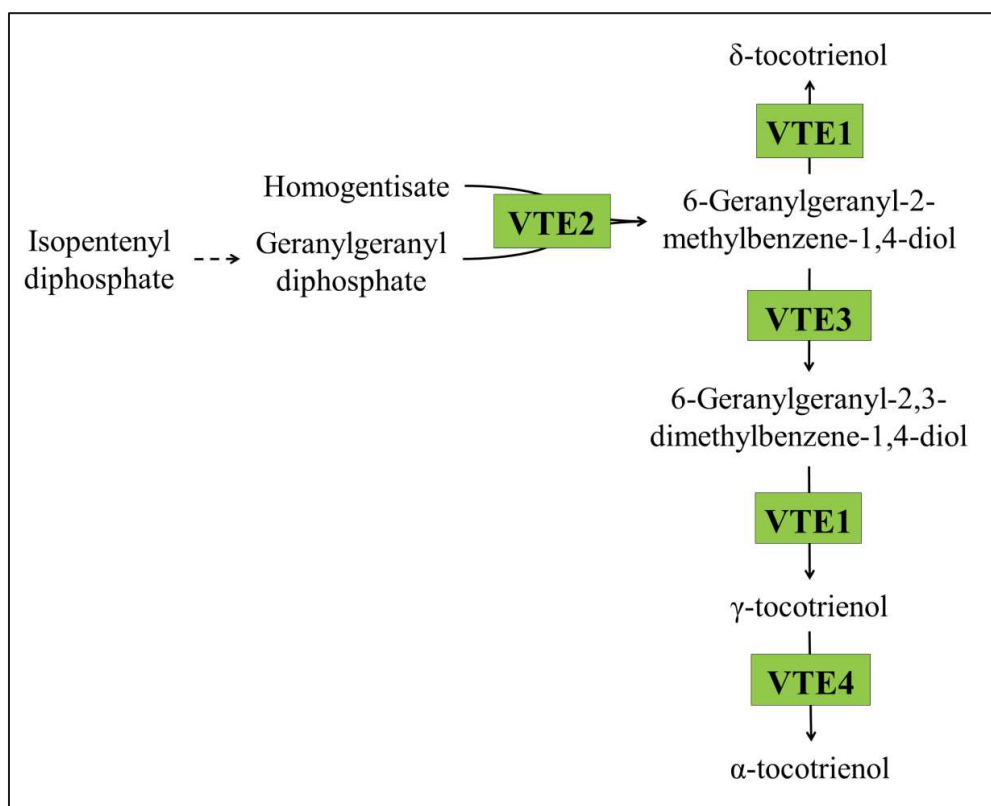 δ-tocotrienol
VTE1
Homogentisate
VTE2
6-Geranylgeranyl-2-
methylbenzene-1,4-diol
Isopentenyl
diphosphate
Geranylgeranyl
diphosphate
VTE3
6-Geranylgeranyl-2,3-
dimethylbenzene-1,4-diol
VTE1
γ-tocotrienol
VTE4
α-tocotrienol